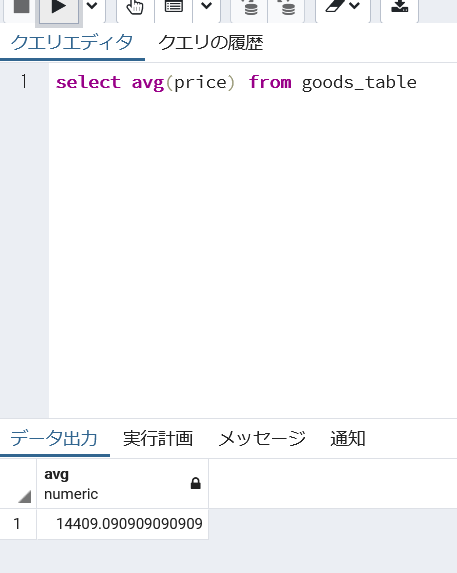 クエリエディタ クエリの履歴
1 select avg(price) from goods_table
データ出力 実行計画 メッセージ 通知
avg
numeric
1 14409.090909090909